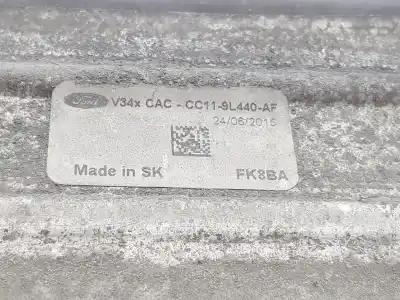 Ford V34x CAC - CC11-9L440-AF
24/06/2015
Made in SK FK8BA